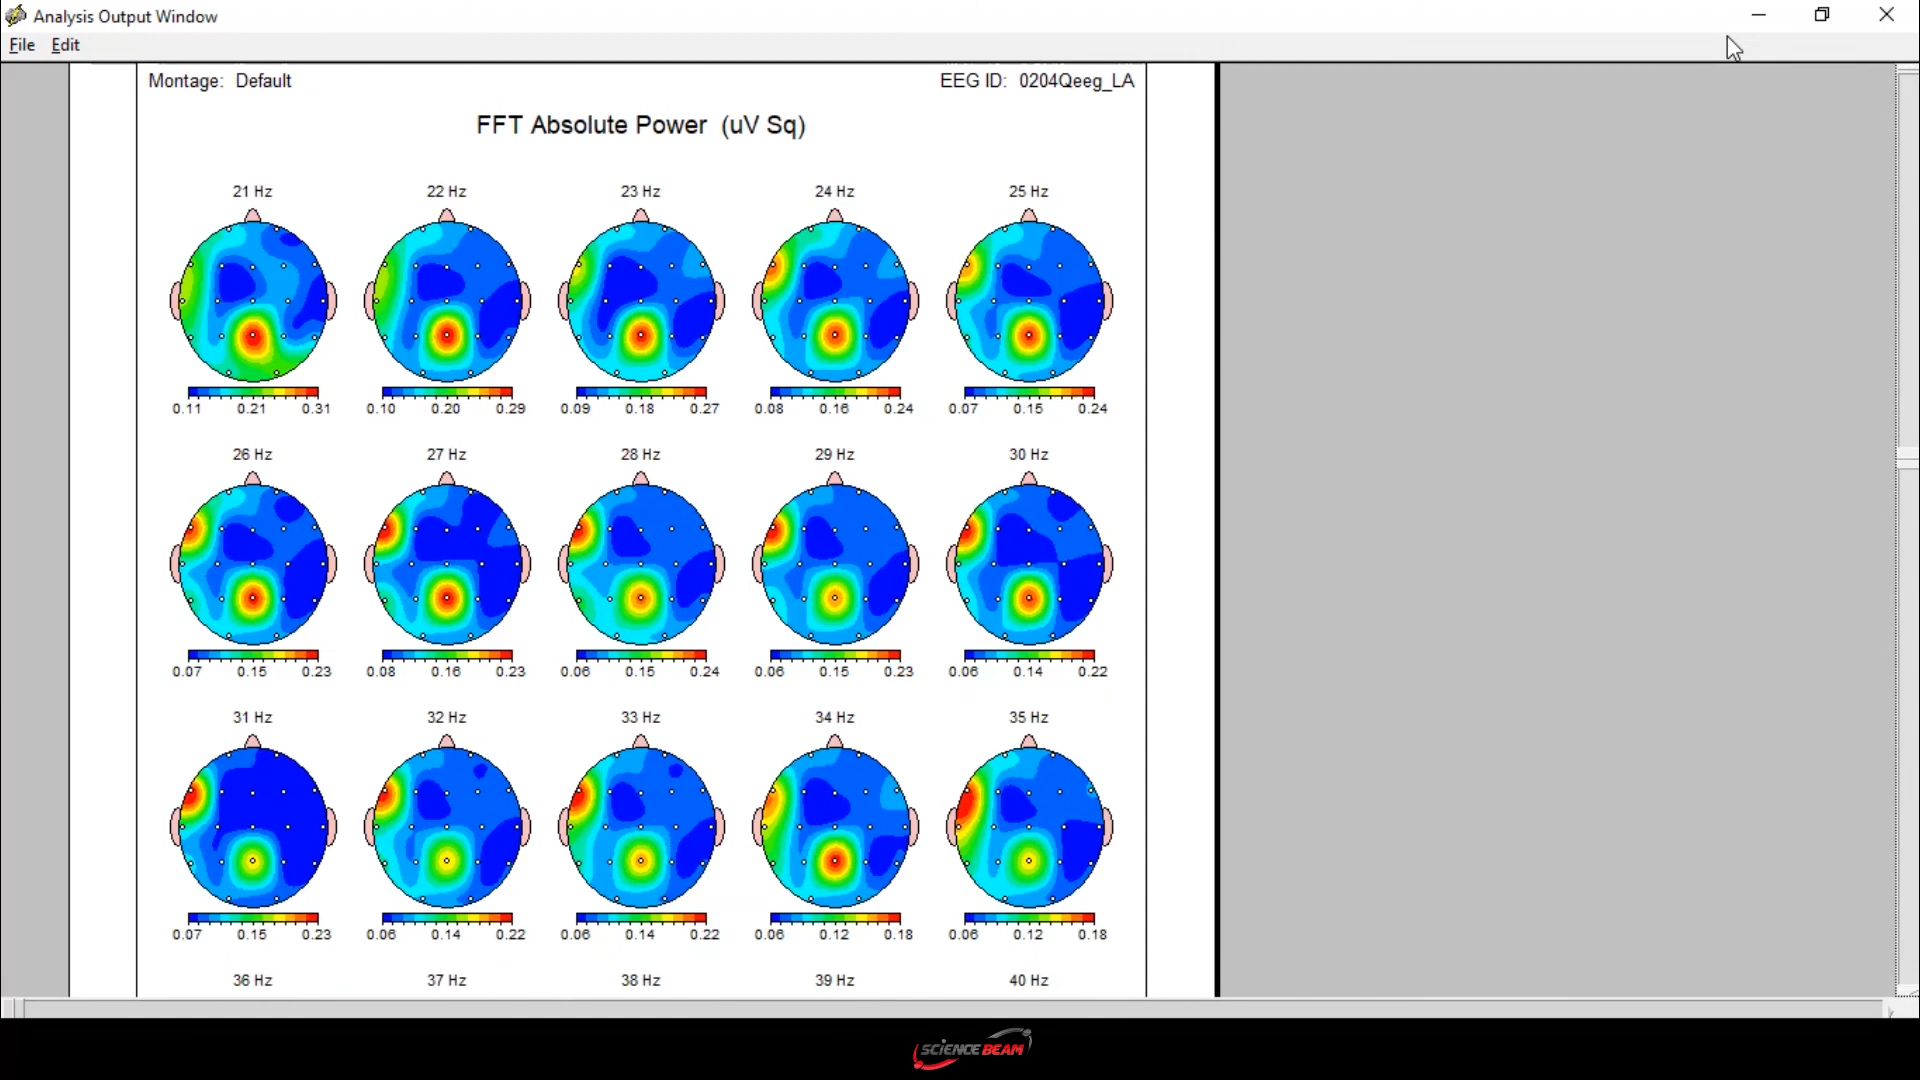 Analysis Output Window
File Edit
Montage: Default EEG ID: 0204Qeeg_LA
FFT Absolute Power (uV Sq)
21 Hz 22 Hz 23 Hz 24 Hz 25 Hz
0.11 0.21 0.31 0.10 0.20 0.29 0.09 0.18 0.27 0.08 0.16 0.24 0.07 0.15 0.24
26 Hz 27 Hz 28 Hz 29 Hz 30 Hz
0.07 0.15 0.23 0.08 0.16 0.23 0.06 0.15 0.24 0.06 0.15 0.23 0.06 0.14 0.22
31 Hz 32 Hz 33 Hz 34 Hz 35 Hz
0.07 0.15 0.23 0.06 0.14 0.22 0.06 0.14 0.22 0.06 0.12 0.18 0.06 0.12 0.18
36 Hz 37 Hz 38 Hz 39 Hz 40 Hz
SCIENCE BEAM